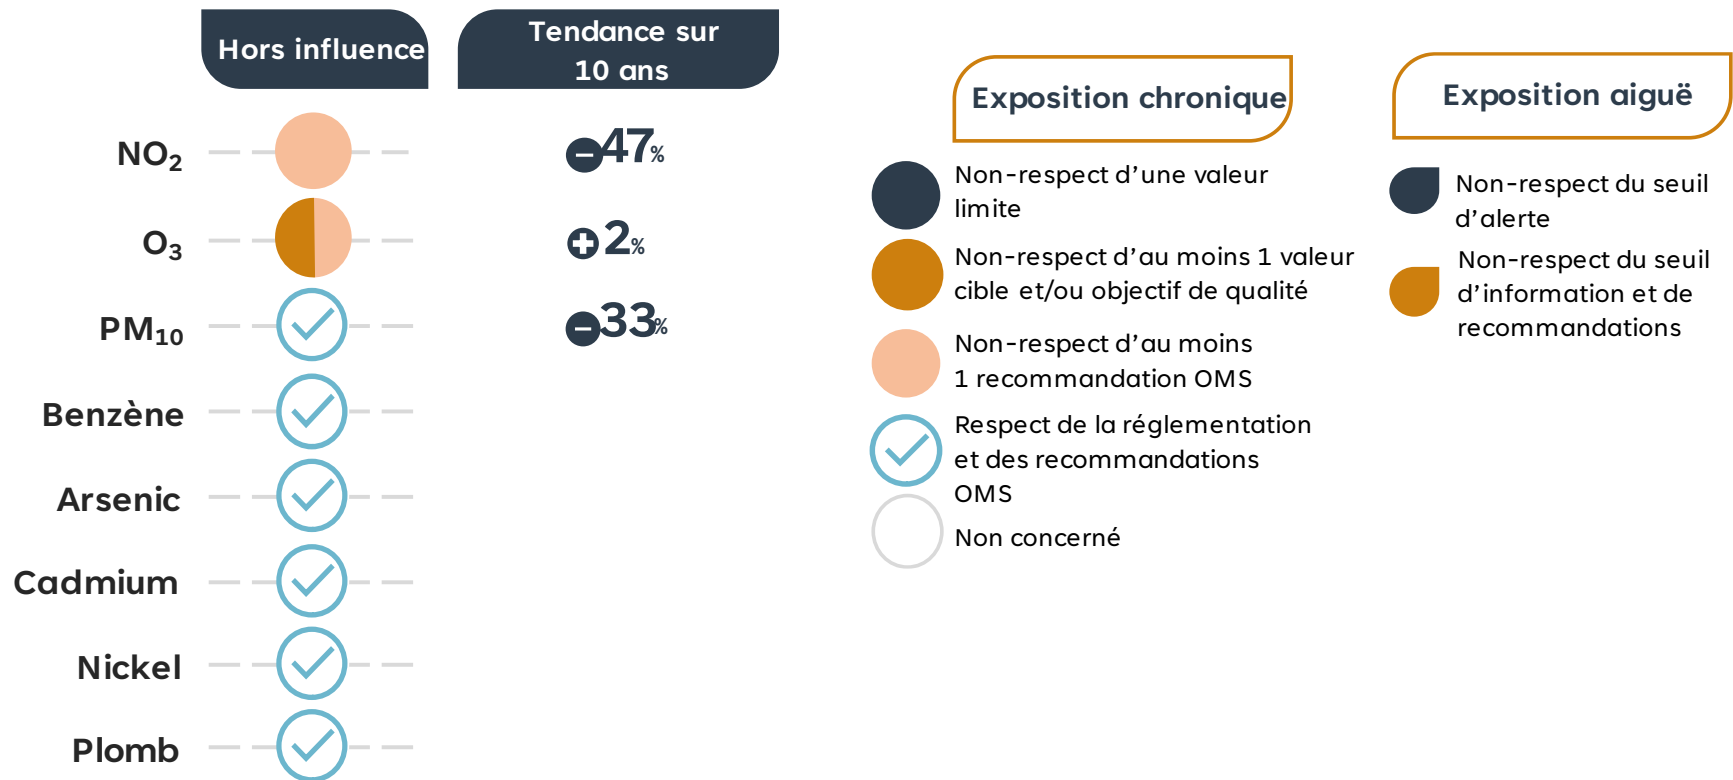 Hors influence
Tendance sur
10 ans
NO₂
−47%
O₃
+2%
PM₁₀
−33%
Benzène
Arsenic
Cadmium
Nickel
Plomb
Exposition chronique
Non-respect d’une valeur
limite
Non-respect d’au moins 1 valeur
cible et/ou objectif de qualité
Non-respect d’au moins
1 recommandation OMS
Respect de la réglementation
et des recommandations
OMS
Non concerné
Exposition aiguë
Non-respect du seuil
d’alerte
Non-respect du seuil
d’information et de
recommandations